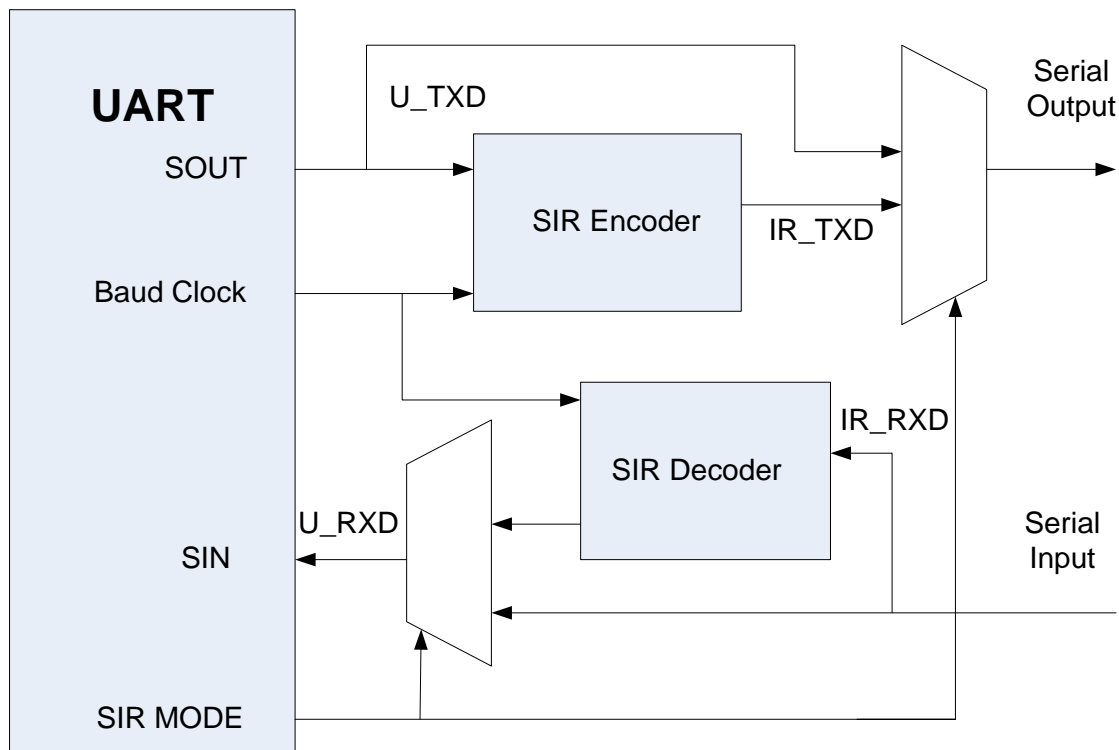 UART
SOUT
Baud Clock
SIN
SIR MODE
U_TXD
SIR Encoder
IR_TXD
Serial
Output
SIR Decoder
IR_RXD
U_RXD
Serial
Input